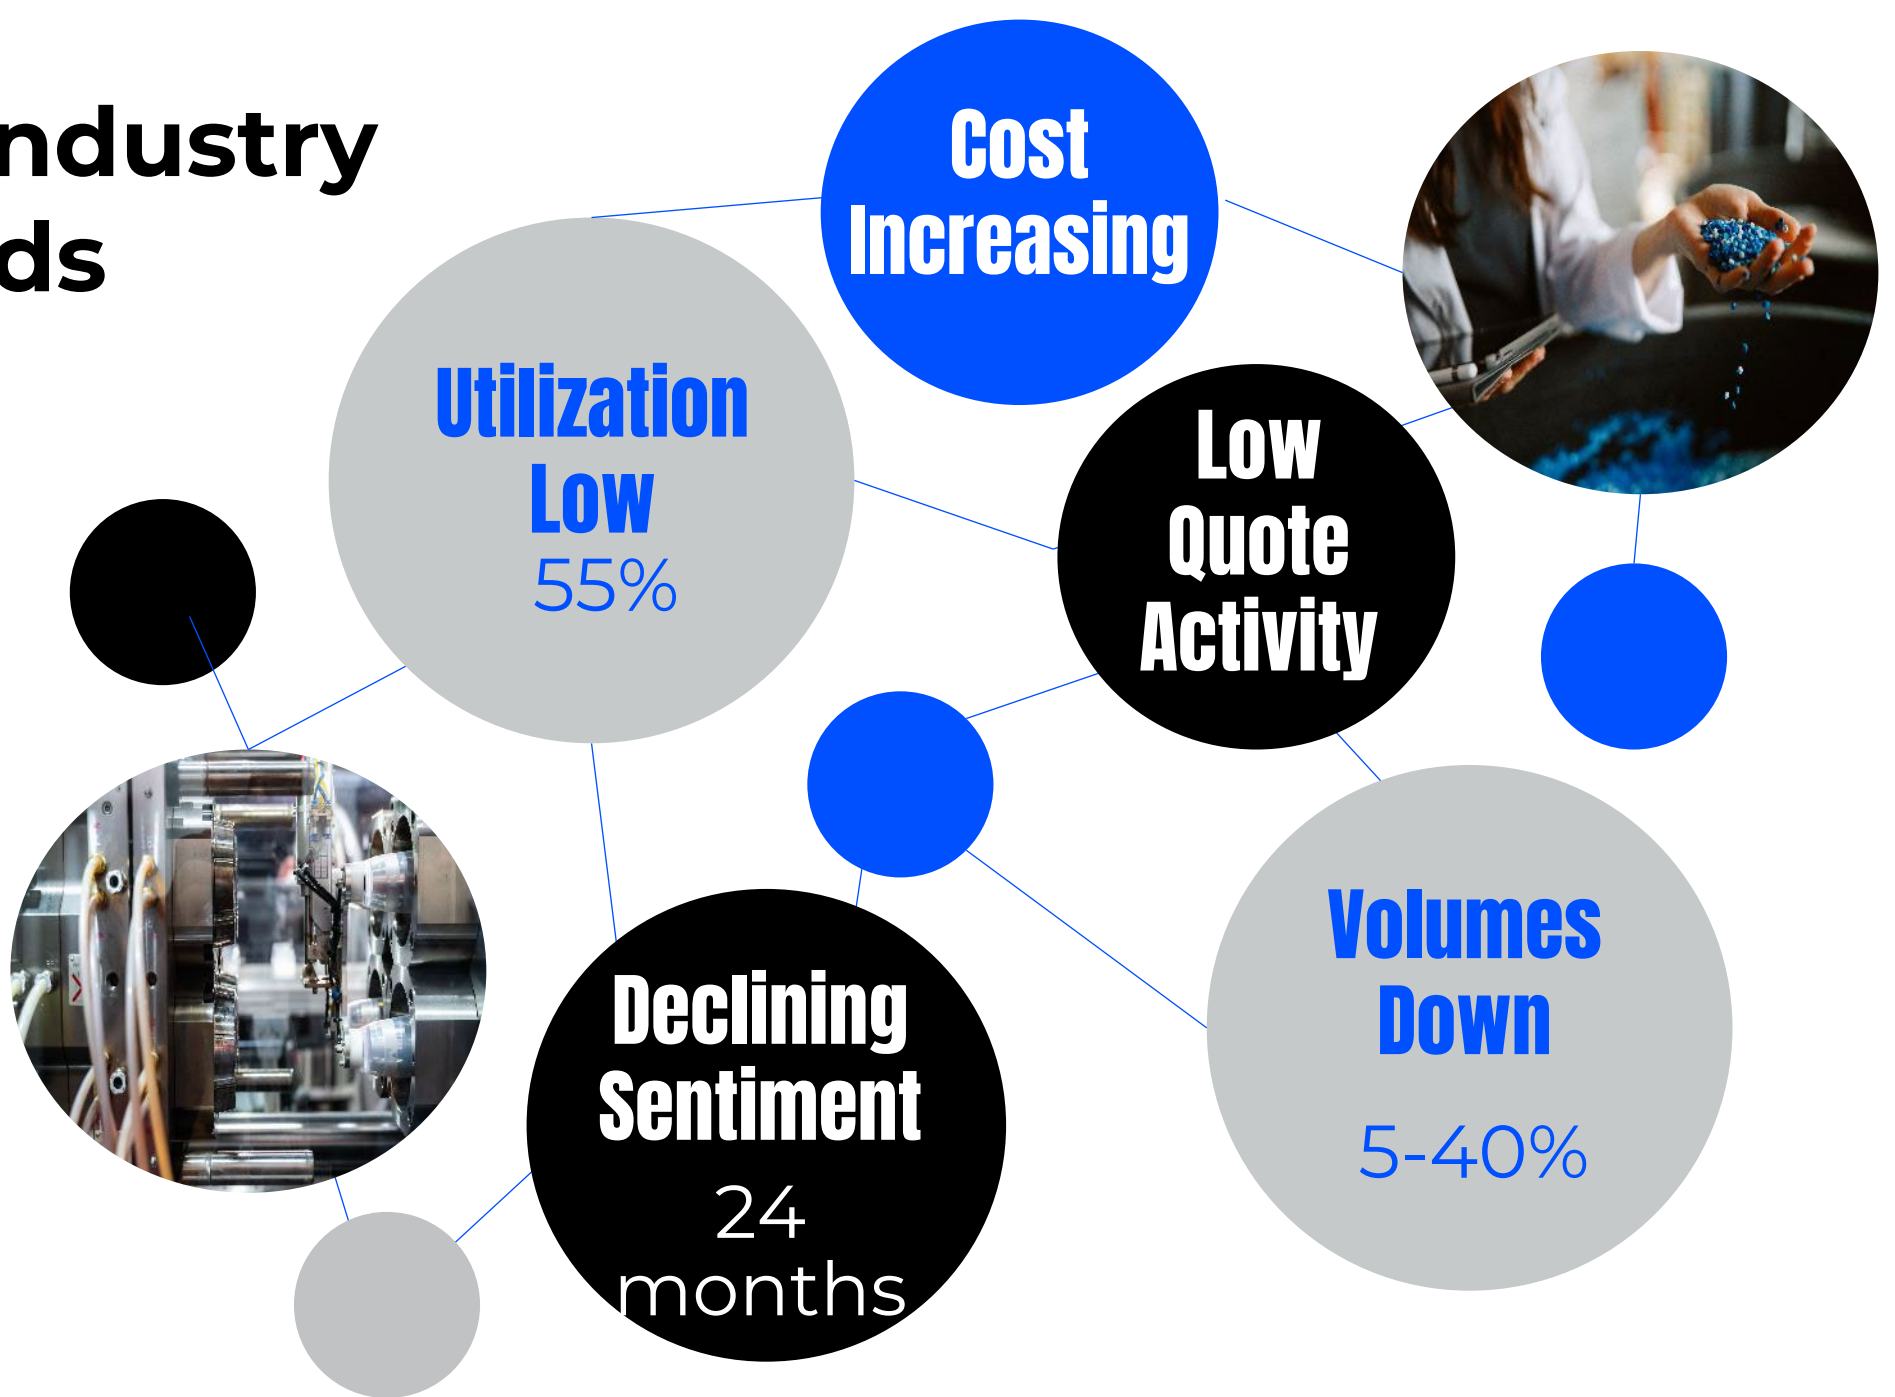 ndustry
ds
Cost
Increasing
Utilization
Low
55%
Low
Quote
Activity
Volumes
Down
5-40%
Declining
Sentiment
24
months